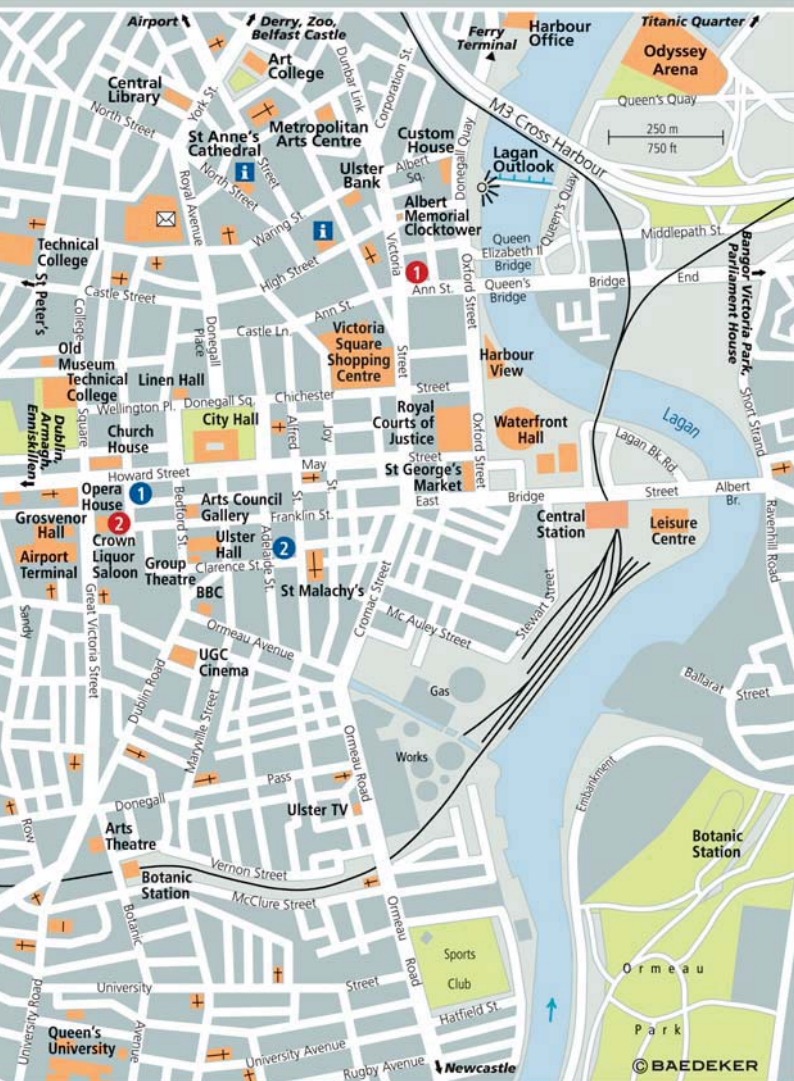 Airport
Derry, Zoo,
Belfast Castle
Ferry
Terminal
Harbour
Office
Titanic Quarter
Odyssey
Arena
Art
College
Dunbar Link
Corporation St.
Central
Library
York St.
North Street
Queen's Quay
M3 Cross Harbour
250 m
750 ft
St Anne's
Cathedral
Metropolitan
Arts Centre
Custom
House
Donegall Quay
Lagan
Outlook
i
Street
North Street
Ulster
Bank
Albert
Sq.
Royal Avenue
Albert
Memorial
Clocktower
Queen's Quay
Waring St.
i
Victoria
Queen
Elizabeth II
Bridge
Middlepath St.
Bangor Victoria Park,
Parliament House
Technical
College
St Peter's
High Street
1
Ann St.
Oxford Street
Queen's
Bridge
Bridge
End
Castle Street
College
Ann St.
Donegall
Place
Castle Ln.
Victoria
Square
Shopping
Centre
Street
Harbour
View
Old
Museum
Technical
College
Linen Hall
Chichester
Street
Lagan
Short Strand
Wellington Pl.
Donegall Sq.
Square
City Hall
Alfred
Joy
Royal
Courts of
Justice
Oxford Street
Waterfront
Hall
Lagan Bk.Rd.
Dublin,
Armagh,
Enniskillen
Church
House
Howard Street
May
Street
St George's
Market
East
Bridge
Street
Albert
Br.
Opera
House
1
Bedford St.
Arts Council
Gallery
St.
St.
Franklin St.
Grosvenor
Hall
2
Crown
Liquor
Saloon
Ulster
Hall
Adelaide St.
2
Central
Station
Leisure
Centre
Ravenhill Road
Airport
Terminal
Group
Theatre
Clarence St.
St Malachy's
BBC
Cromac Street
Stewart Street
Sandy
Great Victoria Street
Ormeau Avenue
Mc Auley Street
UGC
Cinema
Dublin Road
Maryville Street
Gas
Works
Ballarat Street
Ormeau Road
Embankment
Pass
Donegall
Ulster TV
Row
Arts
Theatre
Botanic
Station
Botanic
Station
Vernon Street
McClure Street
Botanic
Ormeau
Road
Sports
Club
Ormeau
Park
University Road
University
Street
Hatfield St.
Queen's
University
Avenue
University Avenue
Rugby Avenue
Newcastle
© BAEDEKER